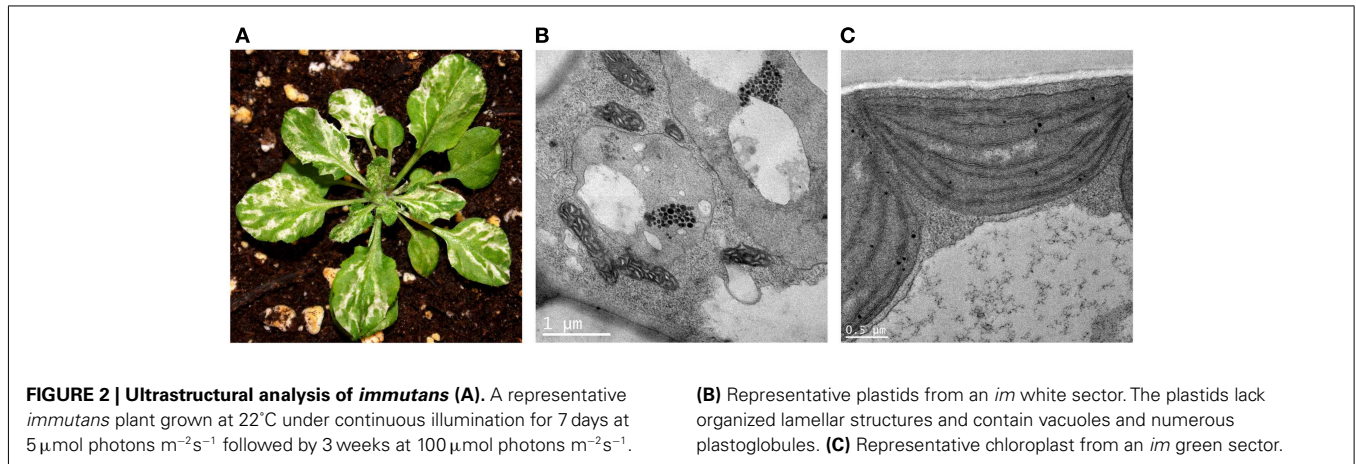 A
B
C
1 µm
0.5 µm
FIGURE 2 | Ultrastructural analysis of immutans (A). A representative
immutans plant grown at 22°C under continuous illumination for 7 days at
5 µmol photons m⁻²s⁻¹ followed by 3 weeks at 100 µmol photons m⁻²s⁻¹.
(B) Representative plastids from an im white sector. The plastids lack
organized lamellar structures and contain vacuoles and numerous
plastoglobules. (C) Representative chloroplast from an im green sector.